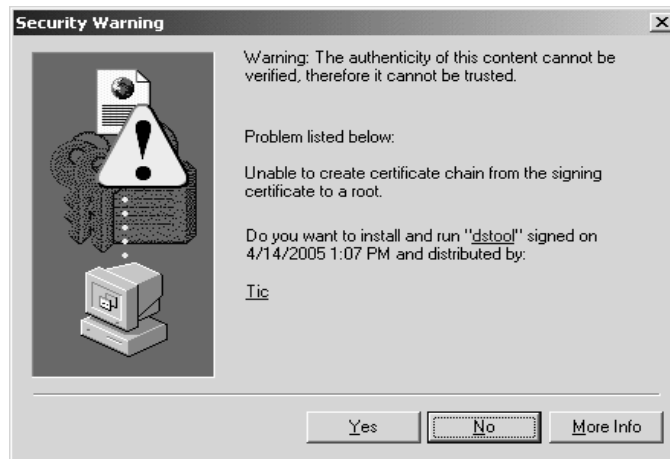 Security Warning
Warning: The authenticity of this content cannot be
verified, therefore it cannot be trusted.
Problem listed below:
Unable to create certificate chain from the signing
certificate to a root.
Do you want to install and run "dstool" signed on
4/14/2005 1:07 PM and distributed by:
Tic
Yes No More Info